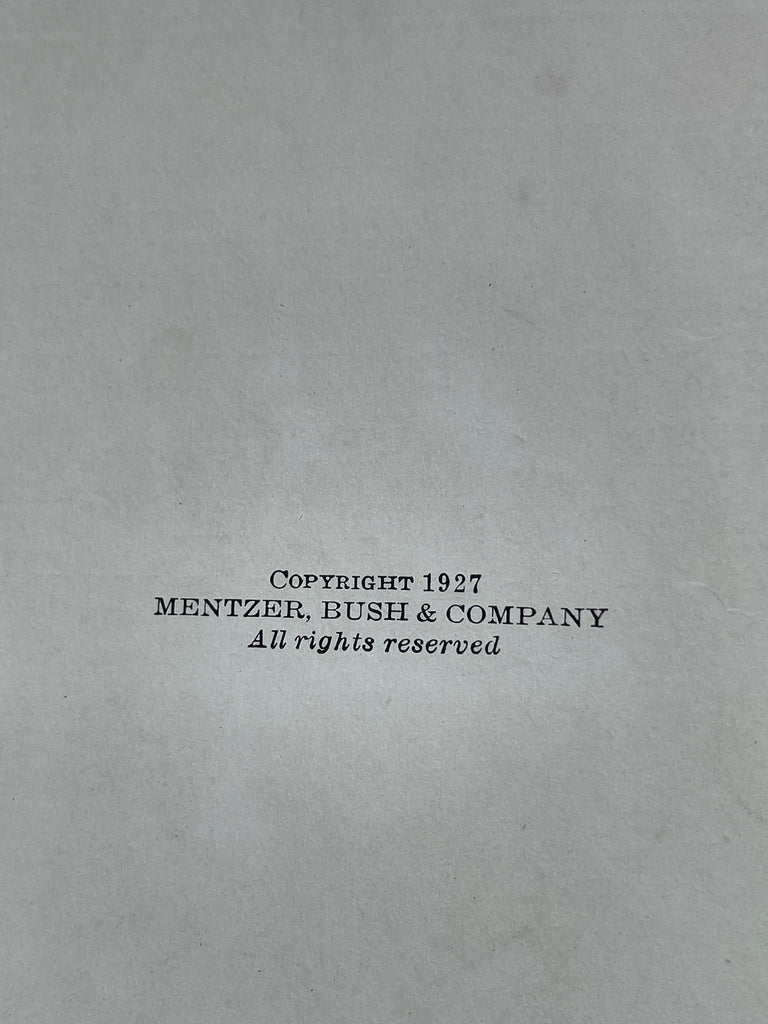 COPYRIGHT 1927
MENTZER, BUSH & COMPANY
All rights reserved